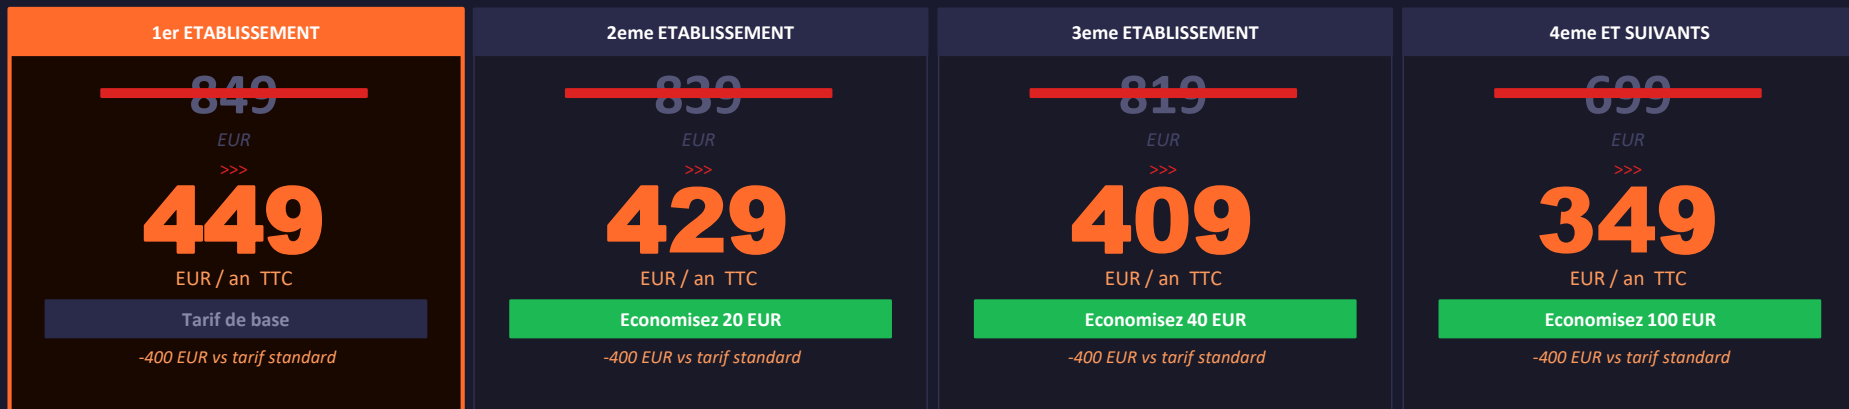 1er ETABLISSEMENT
849
EUR
>>>
449
EUR / an TTC
Tarif de base
-400 EUR vs tarif standard
2eme ETABLISSEMENT
839
EUR
>>>
429
EUR / an TTC
Economisez 20 EUR
-400 EUR vs tarif standard
3eme ETABLISSEMENT
819
EUR
>>>
409
EUR / an TTC
Economisez 40 EUR
-400 EUR vs tarif standard
4eme ET SUIVANTS
699
EUR
>>>
349
EUR / an TTC
Economisez 100 EUR
-400 EUR vs tarif standard